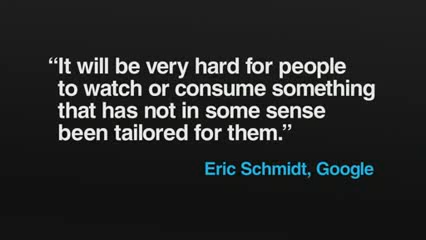 “It will be very hard for people
to watch or consume something
that has not in some sense
been tailored for them.”
Eric Schmidt, Google